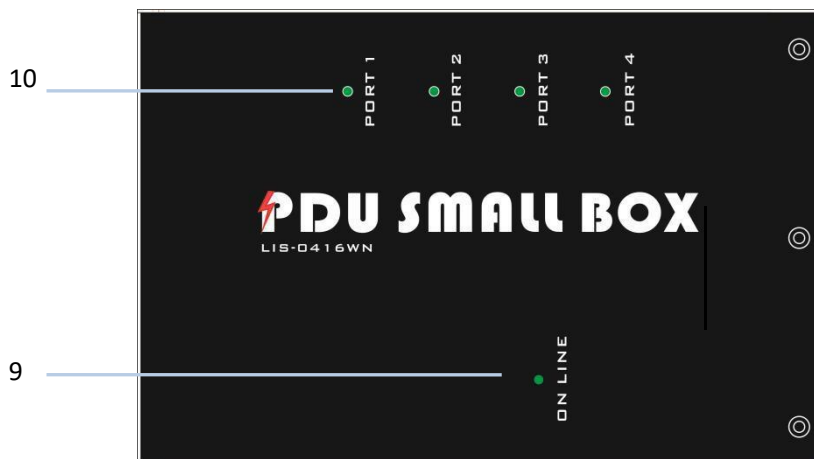 10
PORT 1
PORT 2
PORT 3
PORT 4
PDU SMALL BOX
LIS-0416WN
9
ON LINE